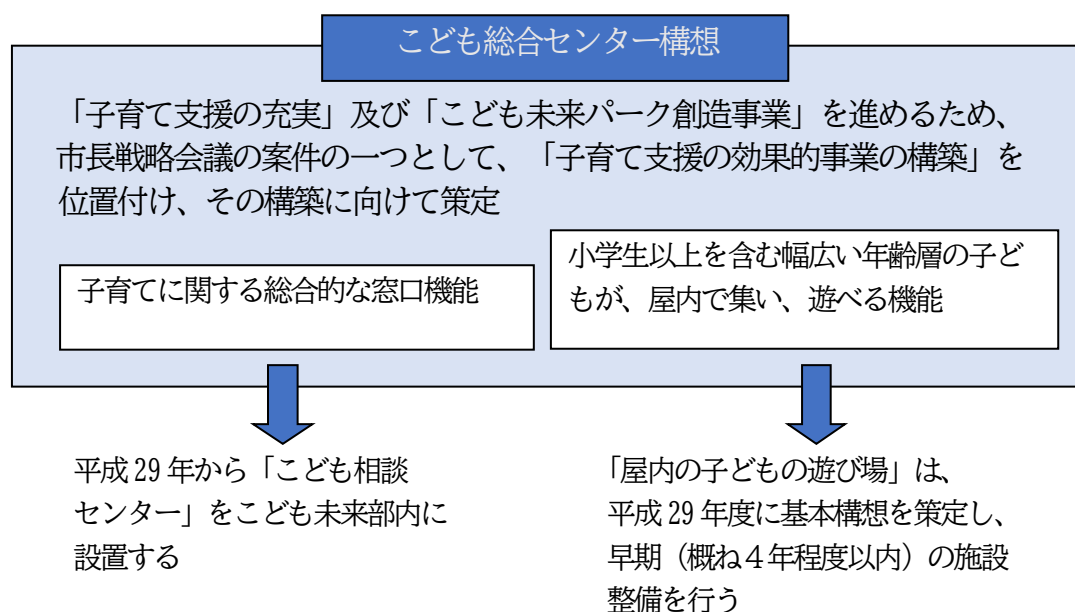 こども総合センター構想
「子育て支援の充実」及び「こども未来パーク創造事業」を進めるため、
市長戦略会議の案件の一つとして、「子育て支援の効果的事業の構築」を
位置付け、その構築に向けて策定
子育てに関する総合的な窓口機能
小学生以上を含む幅広い年齢層の子ど
もが、屋内で集い、遊べる機能
平成 29 年から「こども相談
センター」をこども未来部内に
設置する
「屋内の子どもの遊び場」は、
平成 29 年度に基本構想を策定し、
早期（概ね４年程度以内）の施設
整備を行う